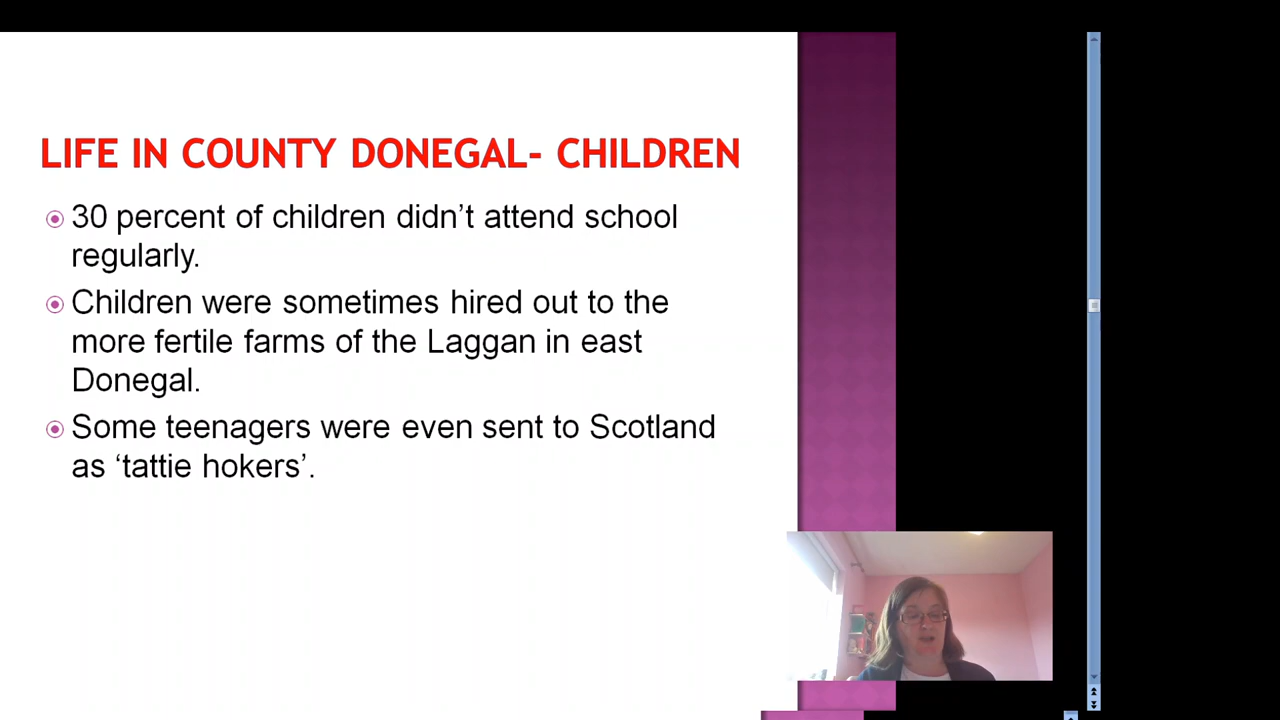 LIFE IN COUNTY DONEGAL- CHILDREN
30 percent of children didn’t attend school
regularly.
Children were sometimes hired out to the
more fertile farms of the Laggan in east
Donegal.
Some teenagers were even sent to Scotland
as ‘tattie hokers’.